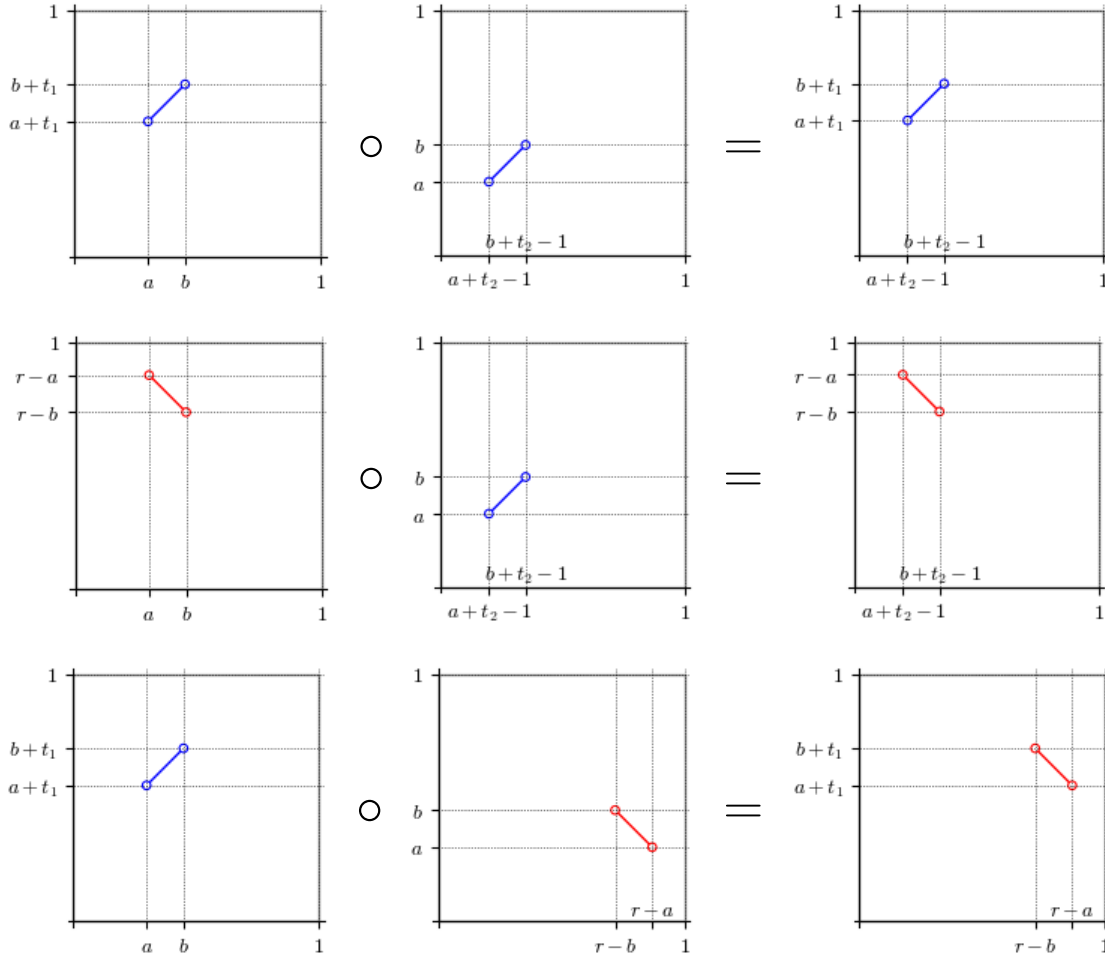 1 1 1
b + t₁ b + t₁
a + t₁ a + t₁
○ b =
a
b + t₂ − 1 b + t₂ − 1
a b 1 a + t₂ − 1 1 a + t₂ − 1 1
1 1 1
r − a r − a
r − b r − b
○ b =
a
b + t₂ − 1 b + t₂ − 1
a b 1 a + t₂ − 1 1 a + t₂ − 1 1
1 1 1
b + t₁ b + t₁
a + t₁ a + t₁
○ b =
a
r − a r − a
a b 1 r − b 1 r − b 1